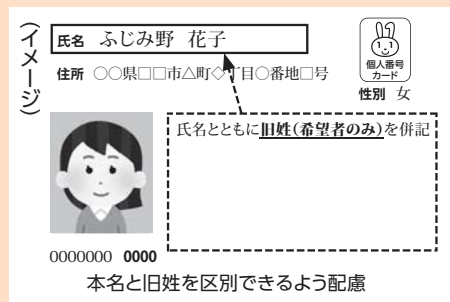 (イメージ)
氏名 ふじみ野 花子
個人番号
カード
住所 ○○県□□市△町◇丁目○番地□号
性別 女
氏名とともに旧姓(希望者のみ)を併記
0000000 0000
本名と旧姓を区別できるよう配慮